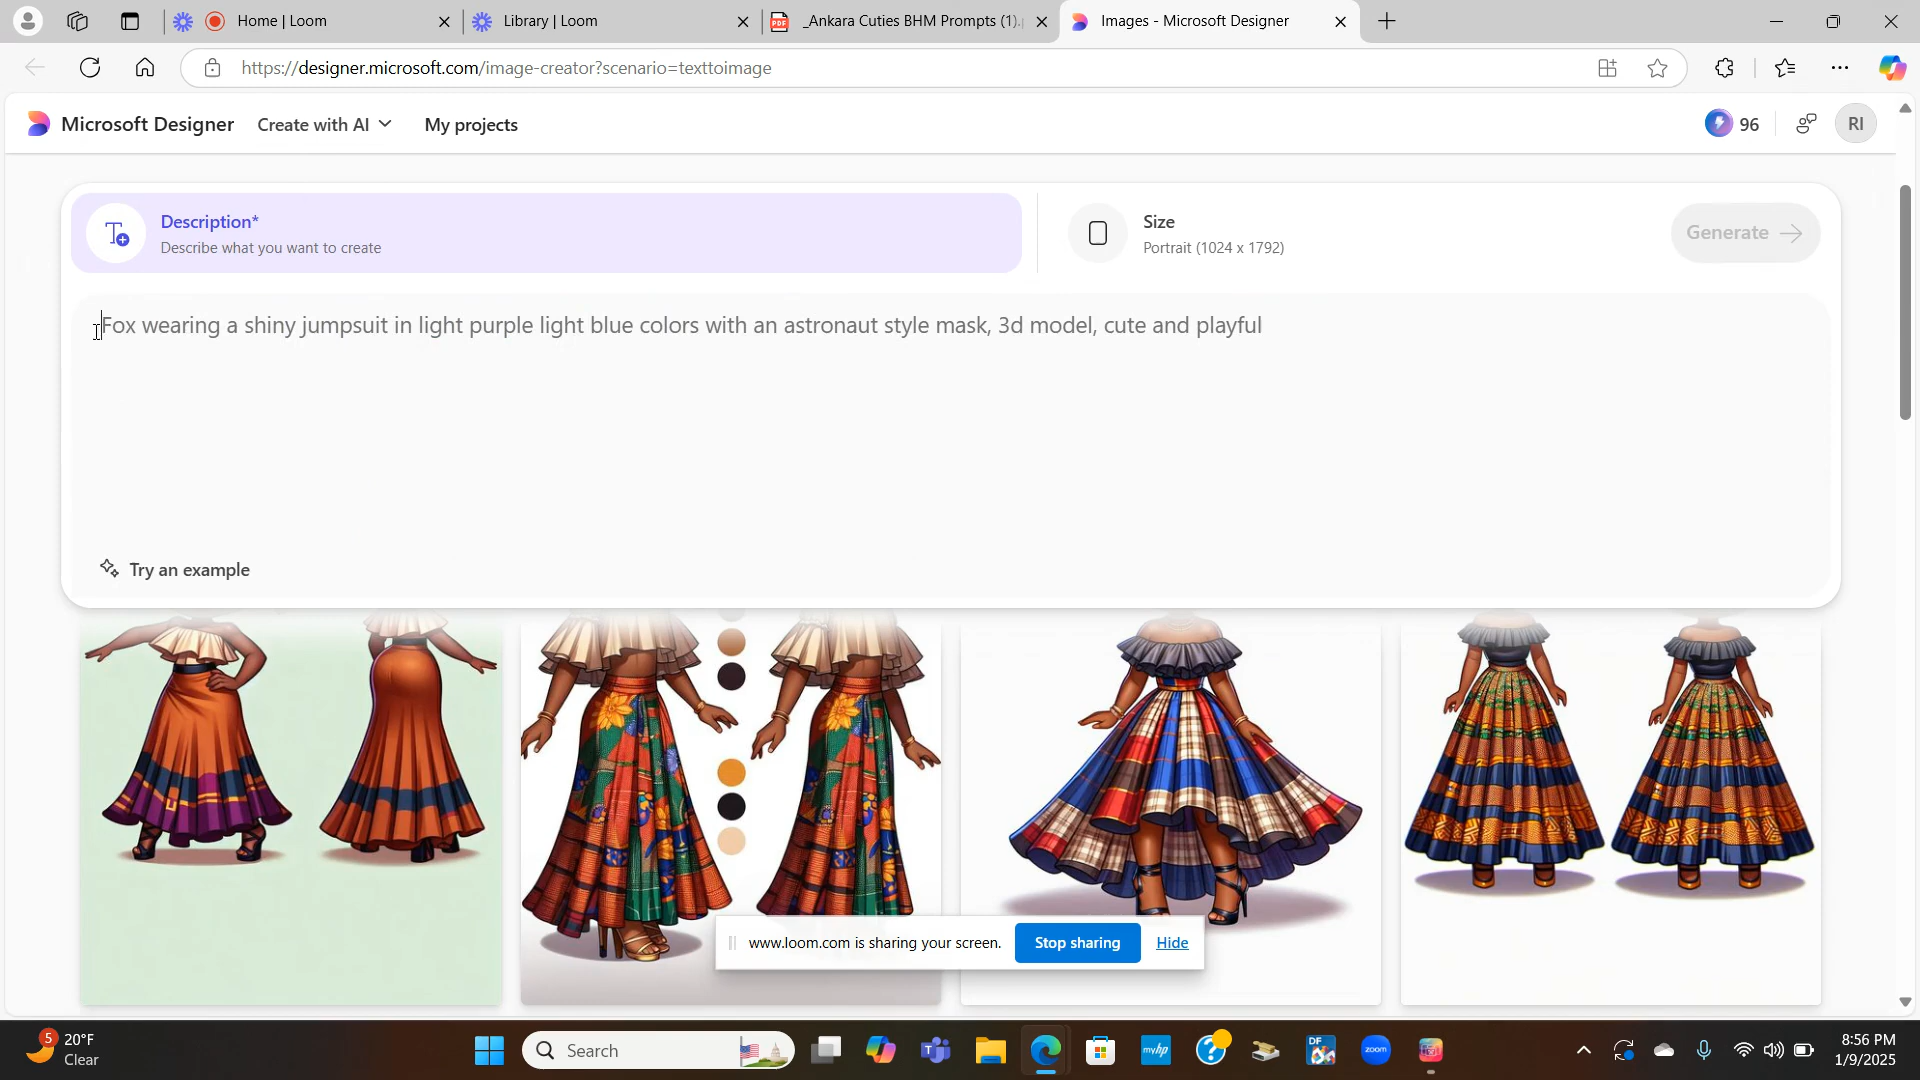 Home | Loom
Library | Loom
_Ankara Cuties BHM Prompts (1).
Images - Microsoft Designer
https://designer.microsoft.com/image-creator?scenario=texttoimage
Microsoft Designer
Create with AI
My projects
96
RI
Description*
Describe what you want to create
Size
Portrait (1024 x 1792)
Generate
Fox wearing a shiny jumpsuit in light purple light blue colors with an astronaut style mask, 3d model, cute and playful
Try an example
www.loom.com is sharing your screen.
Stop sharing
Hide
5
20°F
Clear
Search
myhp
DF
zoom
8:56 PM
1/9/2025